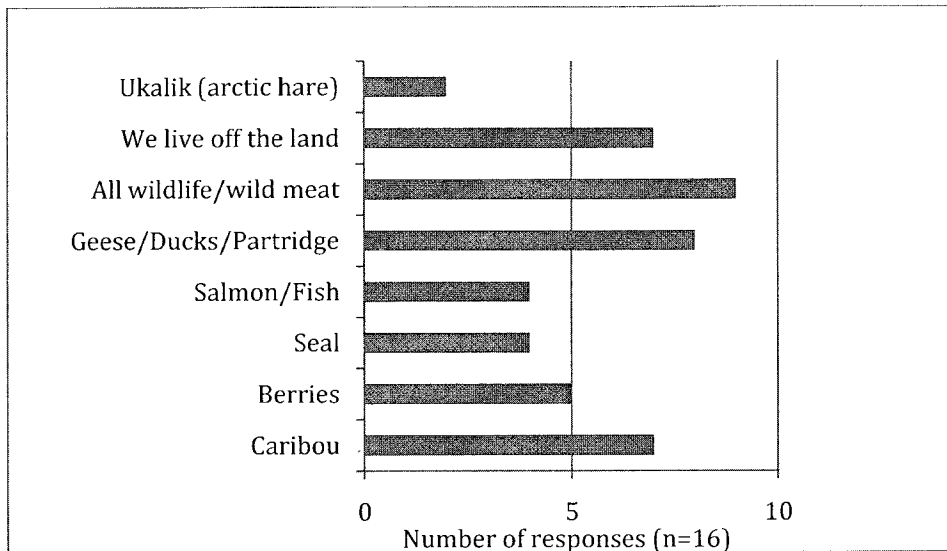 Ukalik (arctic hare)
We live off the land
All wildlife/wild meat
Geese/Ducks/Partridge
Salmon/Fish
Seal
Berries
Caribou
0 5 10
Number of responses (n=16)